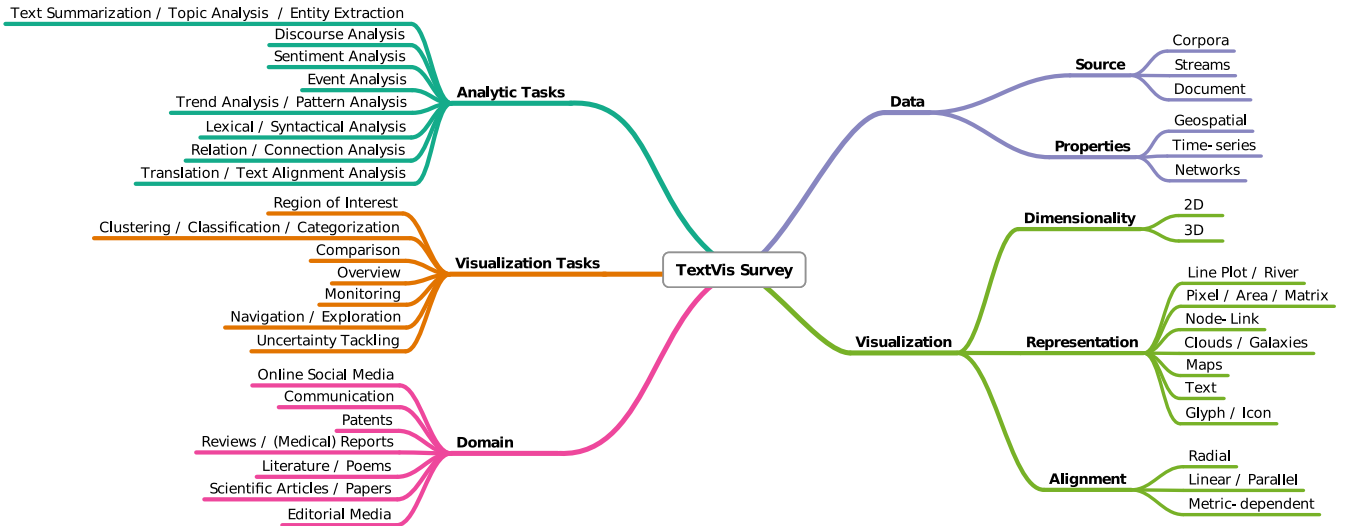 Text Summarization / Topic Analysis / Entity Extraction
Discourse Analysis
Sentiment Analysis
Event Analysis
Trend Analysis / Pattern Analysis
Lexical / Syntactical Analysis
Relation / Connection Analysis
Translation / Text Alignment Analysis
Analytic Tasks
Region of Interest
Clustering / Classification / Categorization
Comparison
Overview
Monitoring
Navigation / Exploration
Uncertainty Tackling
Visualization Tasks
Online Social Media
Communication
Patents
Reviews / (Medical) Reports
Literature / Poems
Scientific Articles / Papers
Editorial Media
Domain
TextVis Survey
Data
Source
Corpora
Streams
Document
Properties
Geospatial
Time-series
Networks
Visualization
Dimensionality
2D
3D
Representation
Line Plot / River
Pixel / Area / Matrix
Node-Link
Clouds / Galaxies
Maps
Text
Glyph / Icon
Alignment
Radial
Linear / Parallel
Metric-dependent